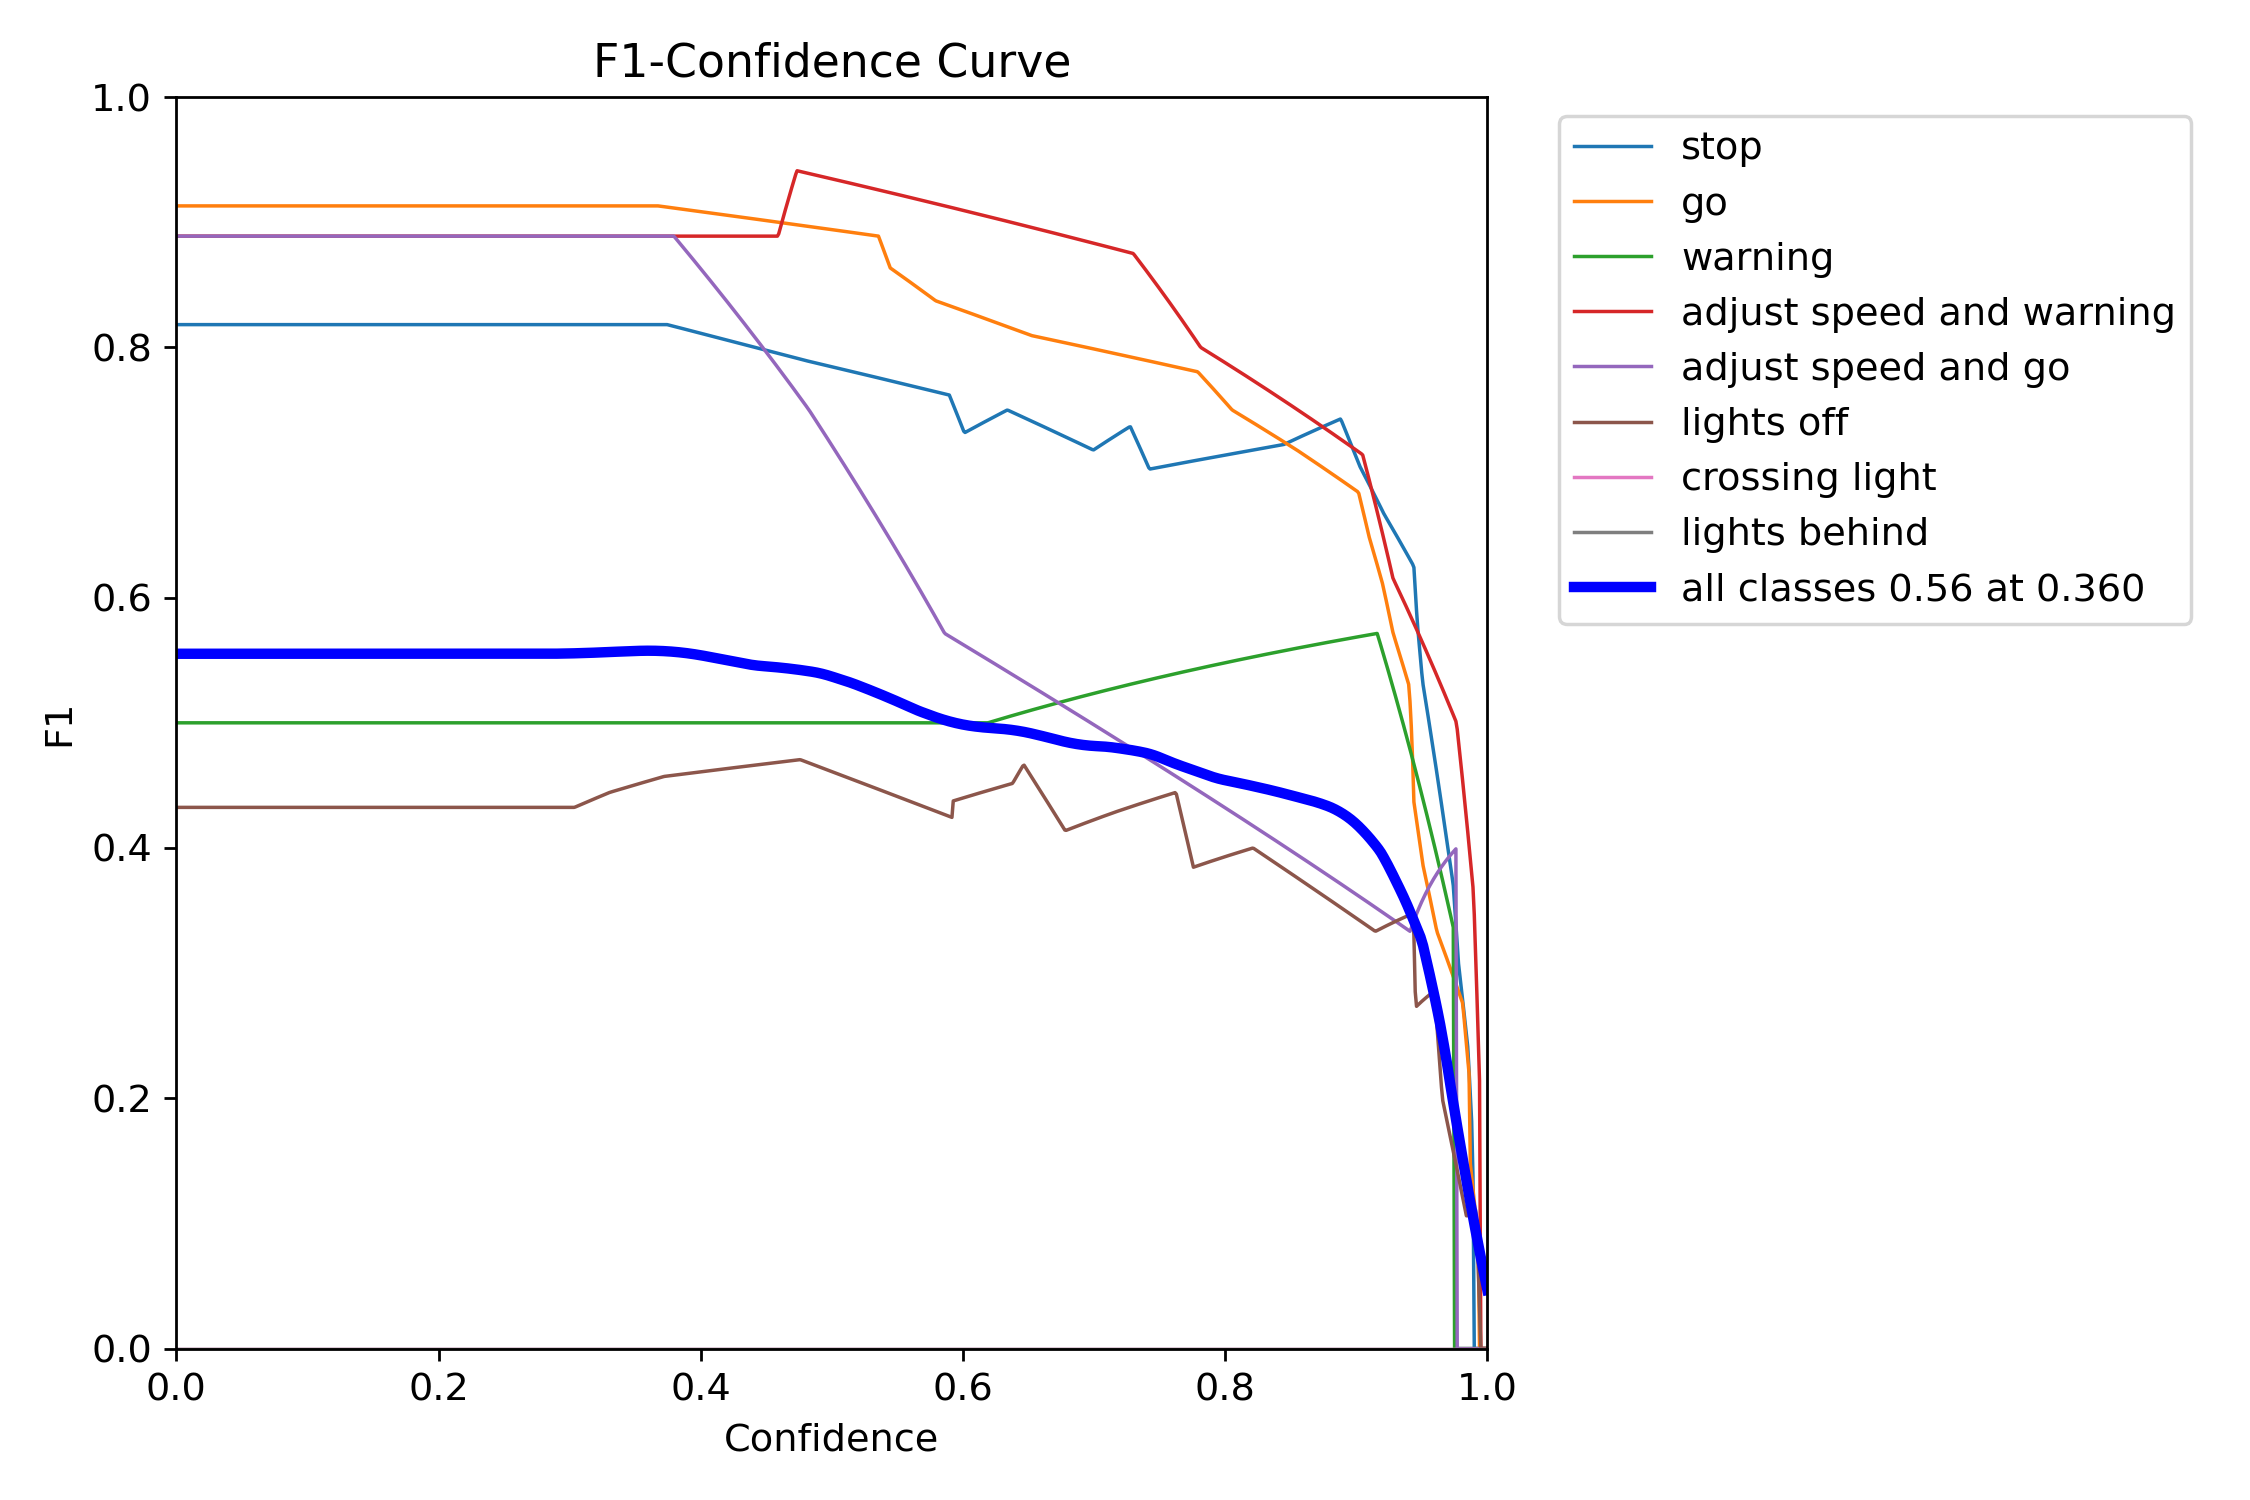 F1-Confidence Curve
1.0
0.8
0.6
0.4
0.2
0.0
F1
0.0 0.2 0.4 0.6 0.8 1.0
Confidence
stop
go
warning
adjust speed and warning
adjust speed and go
lights off
crossing light
lights behind
all classes 0.56 at 0.360